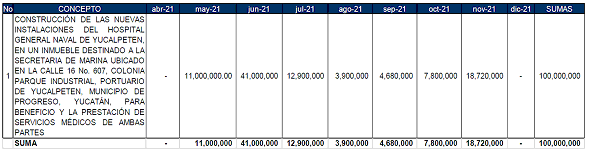 No CONCEPTO abr-21 may-21 jun-21 jul-21 ago-21 sep-21 oct-21 nov-21 dic-21 SUMAS
CONSTRUCCIÓN DE LAS NUEVAS
INSTALACIONES DEL HOSPITAL
GENERAL NAVAL DE YUCALPETEN,
EN UN INMUEBLE DESTINADO A LA
SECRETARIA DE MARINA UBICADO
EN LA CALLE 16 No. 607, COLONIA
1 PARQUE INDUSTRIAL, PORTUARIO - 11,000,000.00 41,000,000 12,900,000 3,900,000 4,680,000 7,800,000 18,720,000 - 100,000,000
DE YUCALPETEN, MUNICIPIO DE
PROGRESO, YUCATÁN, PARA
BENEFICIO Y LA PRESTACIÓN DE
SERVICIOS MÉDICOS DE AMBAS
PARTES
SUMA - 11,000,000 41,000,000 12,900,000 3,900,000 4,680,000 7,800,000 18,720,000 - 100,000,000